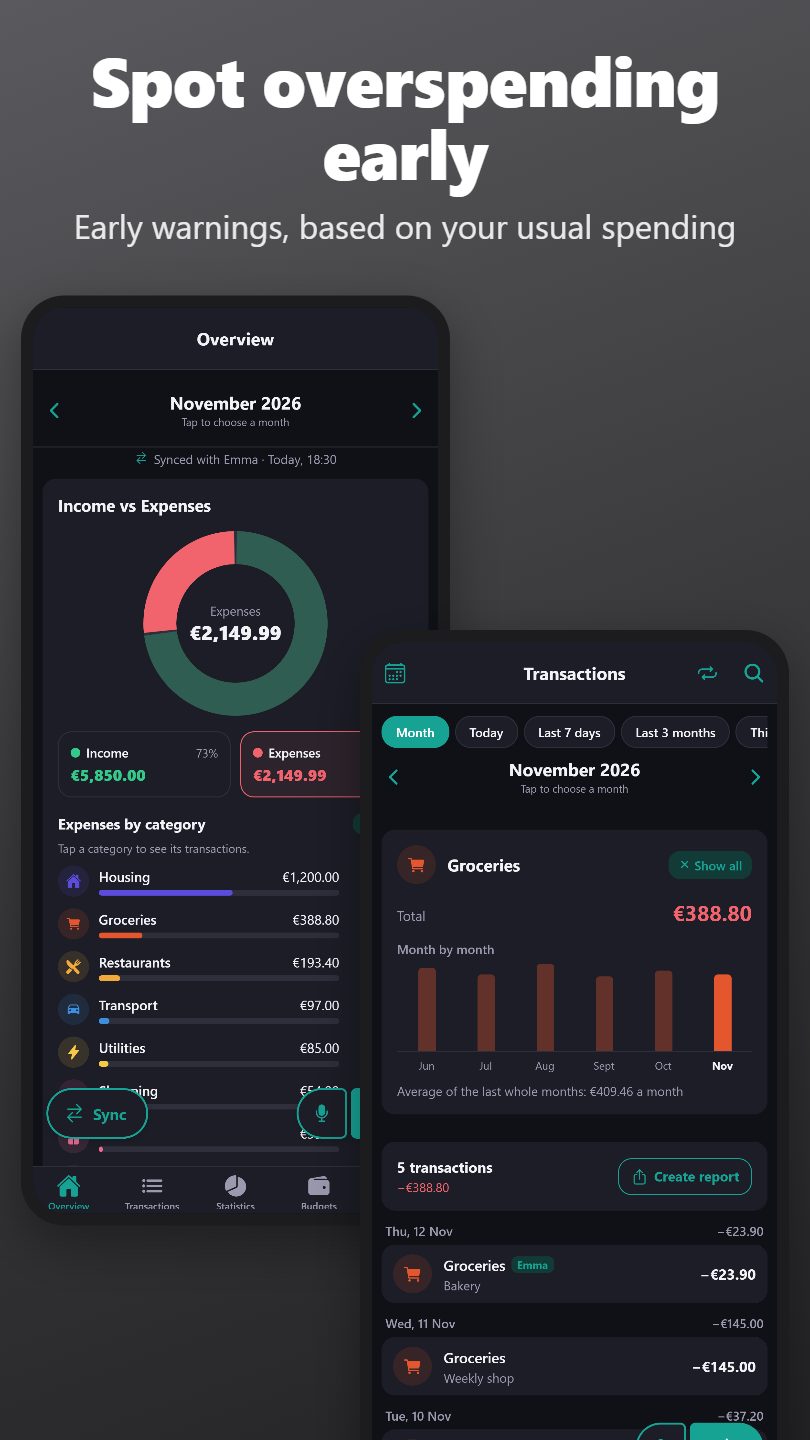 Spot overspending
early
Early warnings, based on your usual spending
Overview
November 2026
Tap to choose a month
Synced with Emma · Today, 18:30
Income vs Expenses
Expenses
€2,149.99
Income 73%
€5,850.00
Expenses
€2,149.99
Expenses by category
Tap a category to see its transactions.
Housing €1,200.00
Groceries €388.80
Restaurants €193.40
Transport €97.00
Utilities €85.00
Sync
Overview
Transactions
Statistics
Budgets
Transactions
Month
Today
Last 7 days
Last 3 months
November 2026
Tap to choose a month
Groceries
× Show all
Total €388.80
Month by month
Jun Jul Aug Sept Oct Nov
Average of the last whole months: €409.46 a month
5 transactions
−€388.80
Create report
Thu, 12 Nov −€23.90
Groceries Emma
Bakery
−€23.90
Wed, 11 Nov −€145.00
Groceries
Weekly shop
−€145.00
Tue, 10 Nov −€37.20